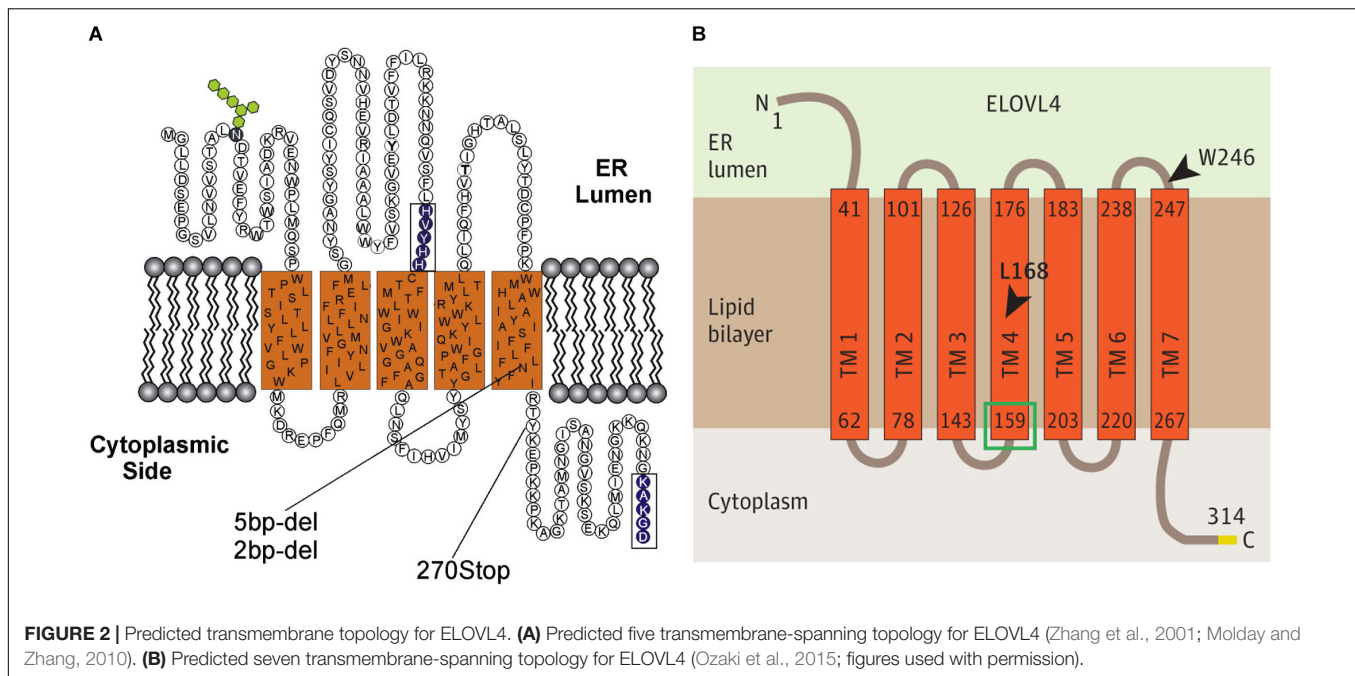 A
MGLLDSEPGSVLNVVSTALNDTVEFYRWTWSIADKRVENWPLMQSP
GSYNAGYSYICQSVDYSNNVHEVRIAAALWWYFVSKGVEYLDTVFFILRKKNNQVSFLHVYHH
ER
Lumen
Cytoplasmic
Side
5bp-del
2bp-del
270Stop
B
N
1
ELOVL4
ER
lumen
W246
41 101 126 176 183 238 247
L168
Lipid
bilayer
TM 1 TM 2 TM 3 TM 4 TM 5 TM 6 TM 7
62 78 143 159 203 220 267
Cytoplasm
314
C
FIGURE 2 | Predicted transmembrane topology for ELOVL4. (A) Predicted five transmembrane-spanning topology for ELOVL4 (Zhang et al., 2001; Molday and
Zhang, 2010). (B) Predicted seven transmembrane-spanning topology for ELOVL4 (Ozaki et al., 2015; figures used with permission).